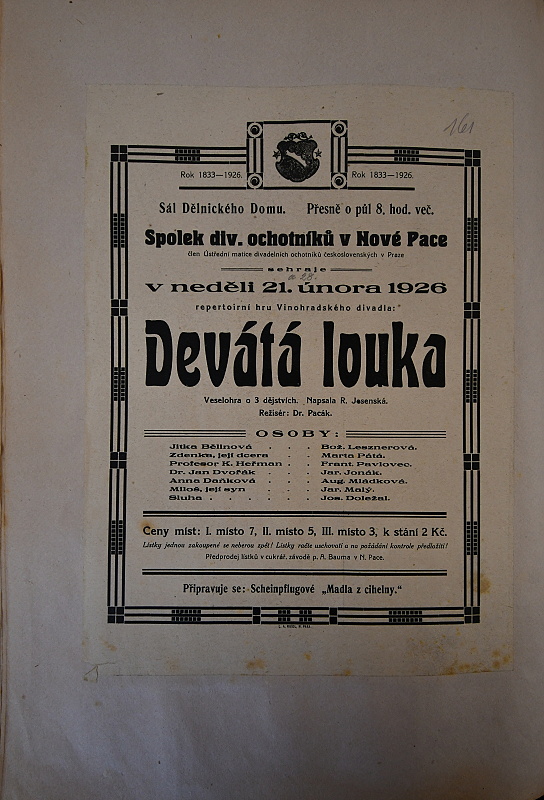 161
Rok 1833—1926. Rok 1833—1926.
Sál Dělnického Domu. Přesně o půl 8. hod. več.
Spolek div. ochotníků v Nové Pace
člen Ústřední matice divadelních ochotníků československých v Praze
sehraje
a 28.
v neděli 21. února 1926
repertoirní hru Vinohradského divadla:
Devátá louka
Veselohra o 3 dějstvích. Napsala R. Jesenská.
Režisér: Dr. Pacák.
OSOBY:
Jitka Bělinová . . . Bož. Lesznerová.
Zdenka, její dcera . . Marta Pátá.
Profesor K. Heřman . . Frant. Pavlovec.
Dr. Jan Dvořák . . . Jar. Jonák.
Anna Daňková . . . Aug. Mládková.
Miloš, její syn . . . Jar. Malý.
Sluha . . . . . Jos. Doležal.
Ceny míst: I. místo 7, II. místo 5, III. místo 3, k stání 2 Kč.
Lístky jednou zakoupené se neberou zpět! Lístky račte uschovati a na požádání kontrole předložiti!
Předprodej lístků v cukrář. závodě p. A. Bauma v N. Pace.
Připravuje se: Scheinpflugové „Madla z cihelny."